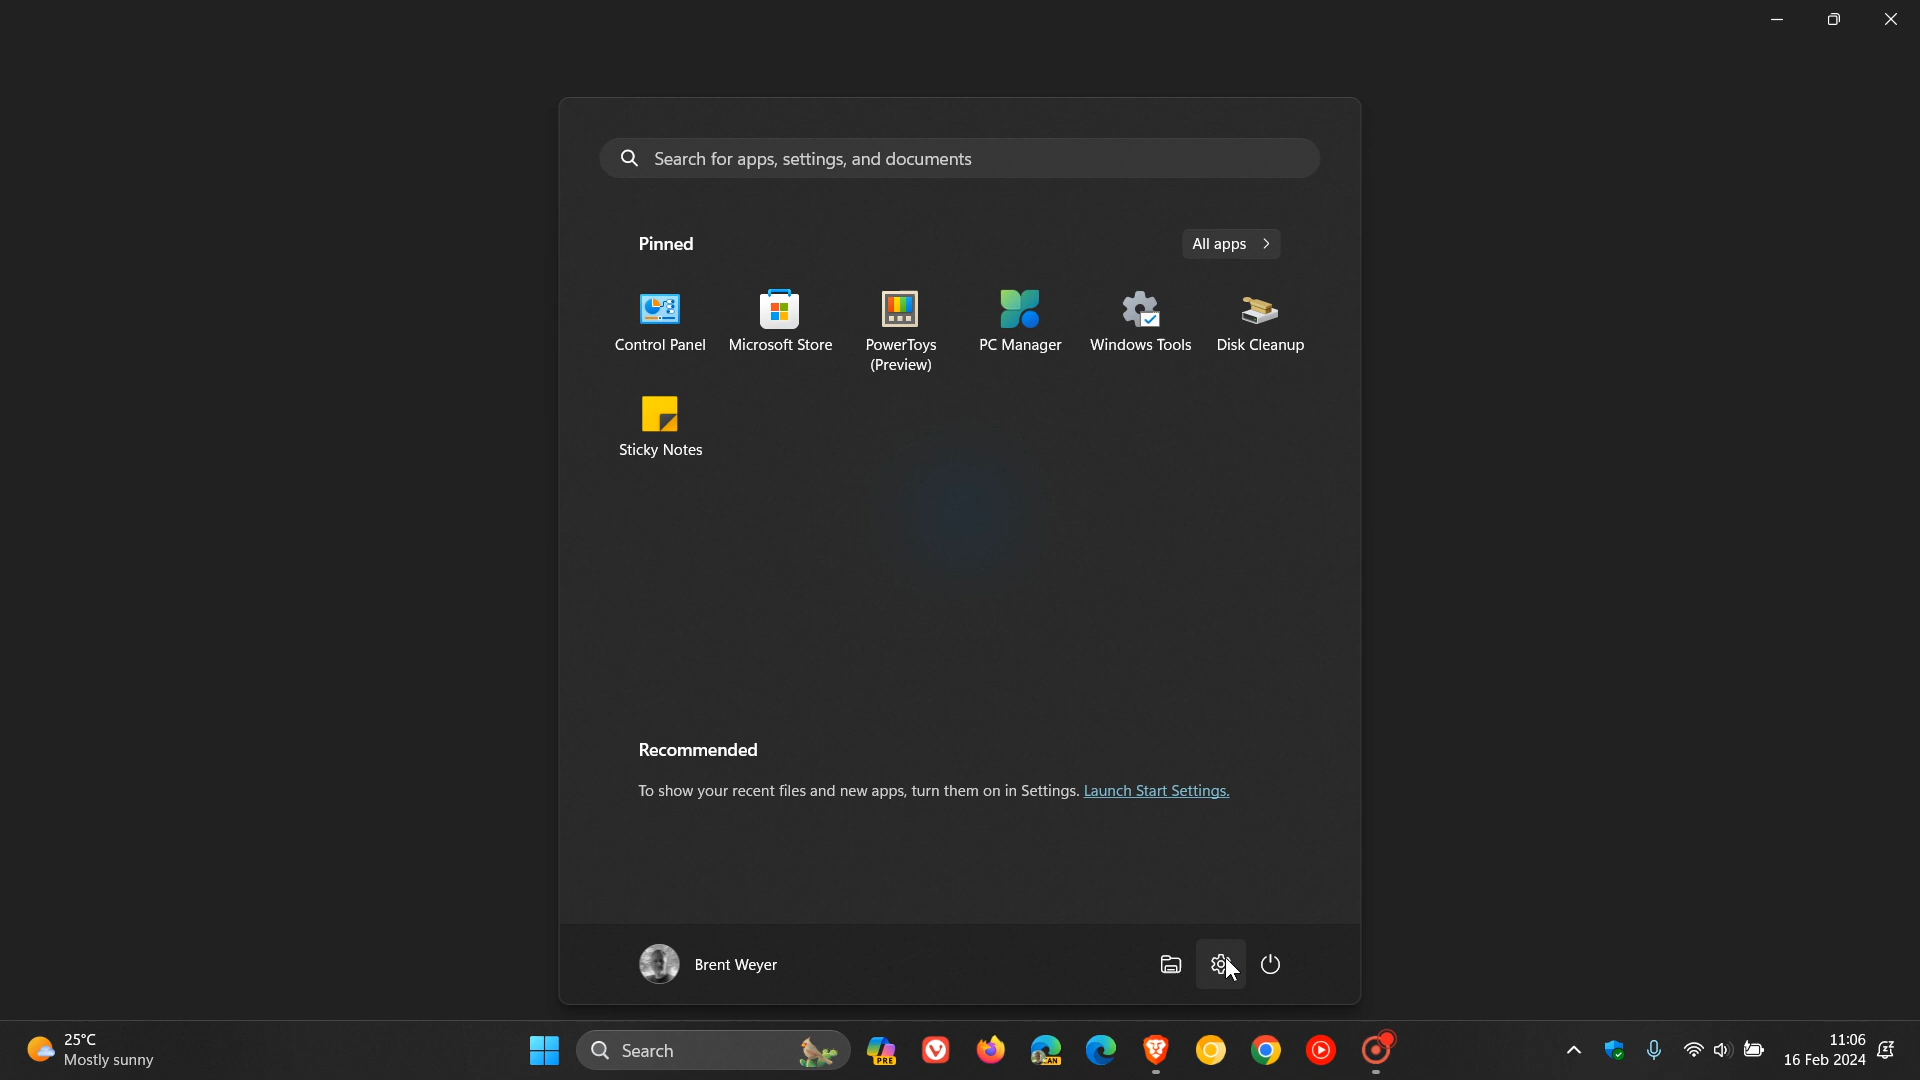 Search for apps, settings, and documents
Pinned
All apps
Control Panel
Microsoft Store
PowerToys
(Preview)
PC Manager
Windows Tools
Disk Cleanup
Sticky Notes
Recommended
To show your recent files and new apps, turn them on in Settings. Launch Start Settings.
Brent Weyer
25°C
Mostly sunny
Search
PRE
CAN
11:06
16 Feb 2024